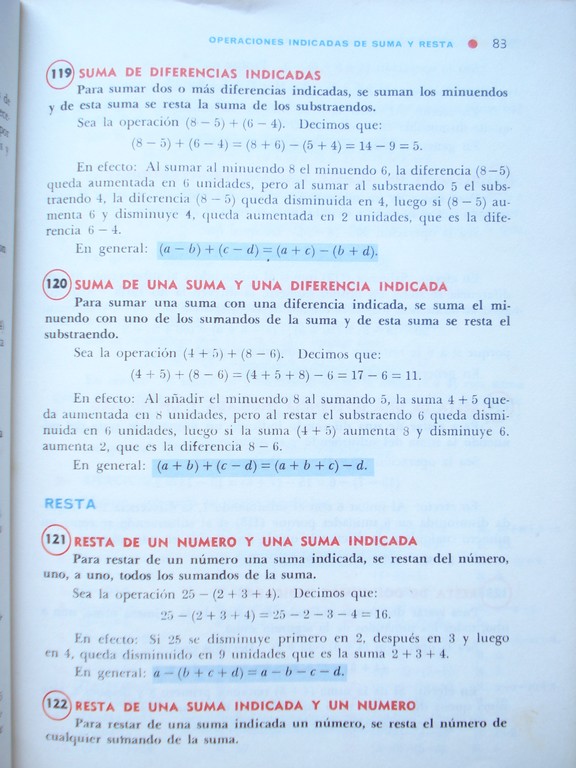 OPERACIONES INDICADAS DE SUMA Y RESTA ● 83
119 SUMA DE DIFERENCIAS INDICADAS
Para sumar dos o más diferencias indicadas, se suman los minuendos
y de esta suma se resta la suma de los substraendos.
Sea la operación (8 − 5) + (6 − 4). Decimos que:
(8 − 5) + (6 − 4) = (8 + 6) − (5 + 4) = 14 − 9 = 5.
En efecto: Al sumar al minuendo 8 el minuendo 6, la diferencia (8−5)
queda aumentada en 6 unidades, pero al sumar al substraendo 5 el subs-
traendo 4, la diferencia (8 − 5) queda disminuida en 4, luego si (8 − 5) au-
menta 6 y disminuye 4, queda aumentada en 2 unidades, que es la dife-
rencia 6 − 4.
En general: (a − b) + (c − d) = (a + c) − (b + d).
120 SUMA DE UNA SUMA Y UNA DIFERENCIA INDICADA
Para sumar una suma con una diferencia indicada, se suma el mi-
nuendo con uno de los sumandos de la suma y de esta suma se resta el
substraendo.
Sea la operación (4 + 5) + (8 − 6). Decimos que:
(4 + 5) + (8 − 6) = (4 + 5 + 8) − 6 = 17 − 6 = 11.
En efecto: Al añadir el minuendo 8 al sumando 5, la suma 4 + 5 que-
da aumentada en 8 unidades, pero al restar el substraendo 6 queda dismi-
nuida en 6 unidades, luego si la suma (4 + 5) aumenta 8 y disminuye 6.
aumenta 2, que es la diferencia 8 − 6.
En general: (a + b) + (c − d) = (a + b + c) − d.
RESTA
121 RESTA DE UN NUMERO Y UNA SUMA INDICADA
Para restar de un número una suma indicada, se restan del número,
uno, a uno, todos los sumandos de la suma.
Sea la operación 25 − (2 + 3 + 4). Decimos que:
25 − (2 + 3 + 4) = 25 − 2 − 3 − 4 = 16.
En efecto: Si 25 se disminuye primero en 2, después en 3 y luego
en 4, queda disminuido en 9 unidades que es la suma 2 + 3 + 4.
En general: a − (b + c + d) = a − b − c − d.
122 RESTA DE UNA SUMA INDICADA Y UN NUMERO
Para restar de una suma indicada un número, se resta el número de
cualquier sumando de la suma.